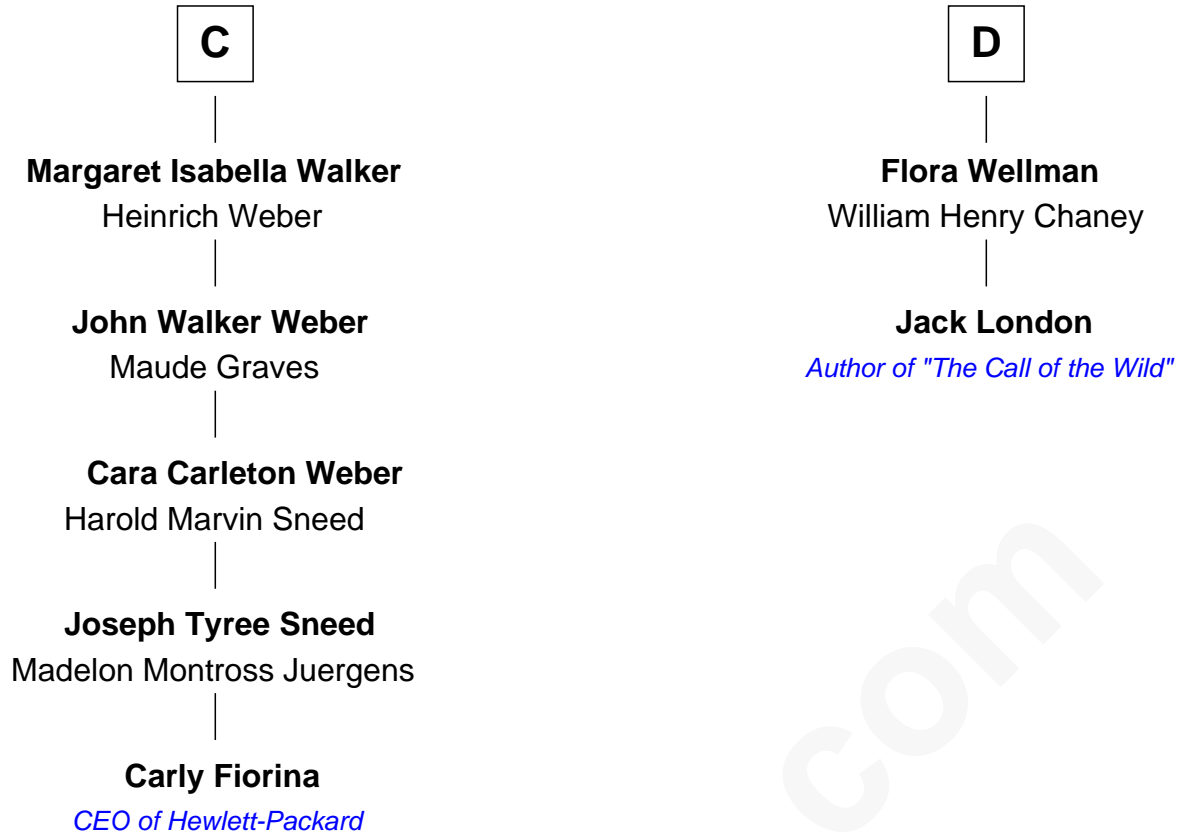 C
Margaret Isabella Walker
Heinrich Weber
John Walker Weber
Maude Graves
Cara Carleton Weber
Harold Marvin Sneed
Joseph Tyree Sneed
Madelon Montross Juergens
Carly Fiorina
CEO of Hewlett-Packard
D
Flora Wellman
William Henry Chaney
Jack London
Author of "The Call of the Wild"
com